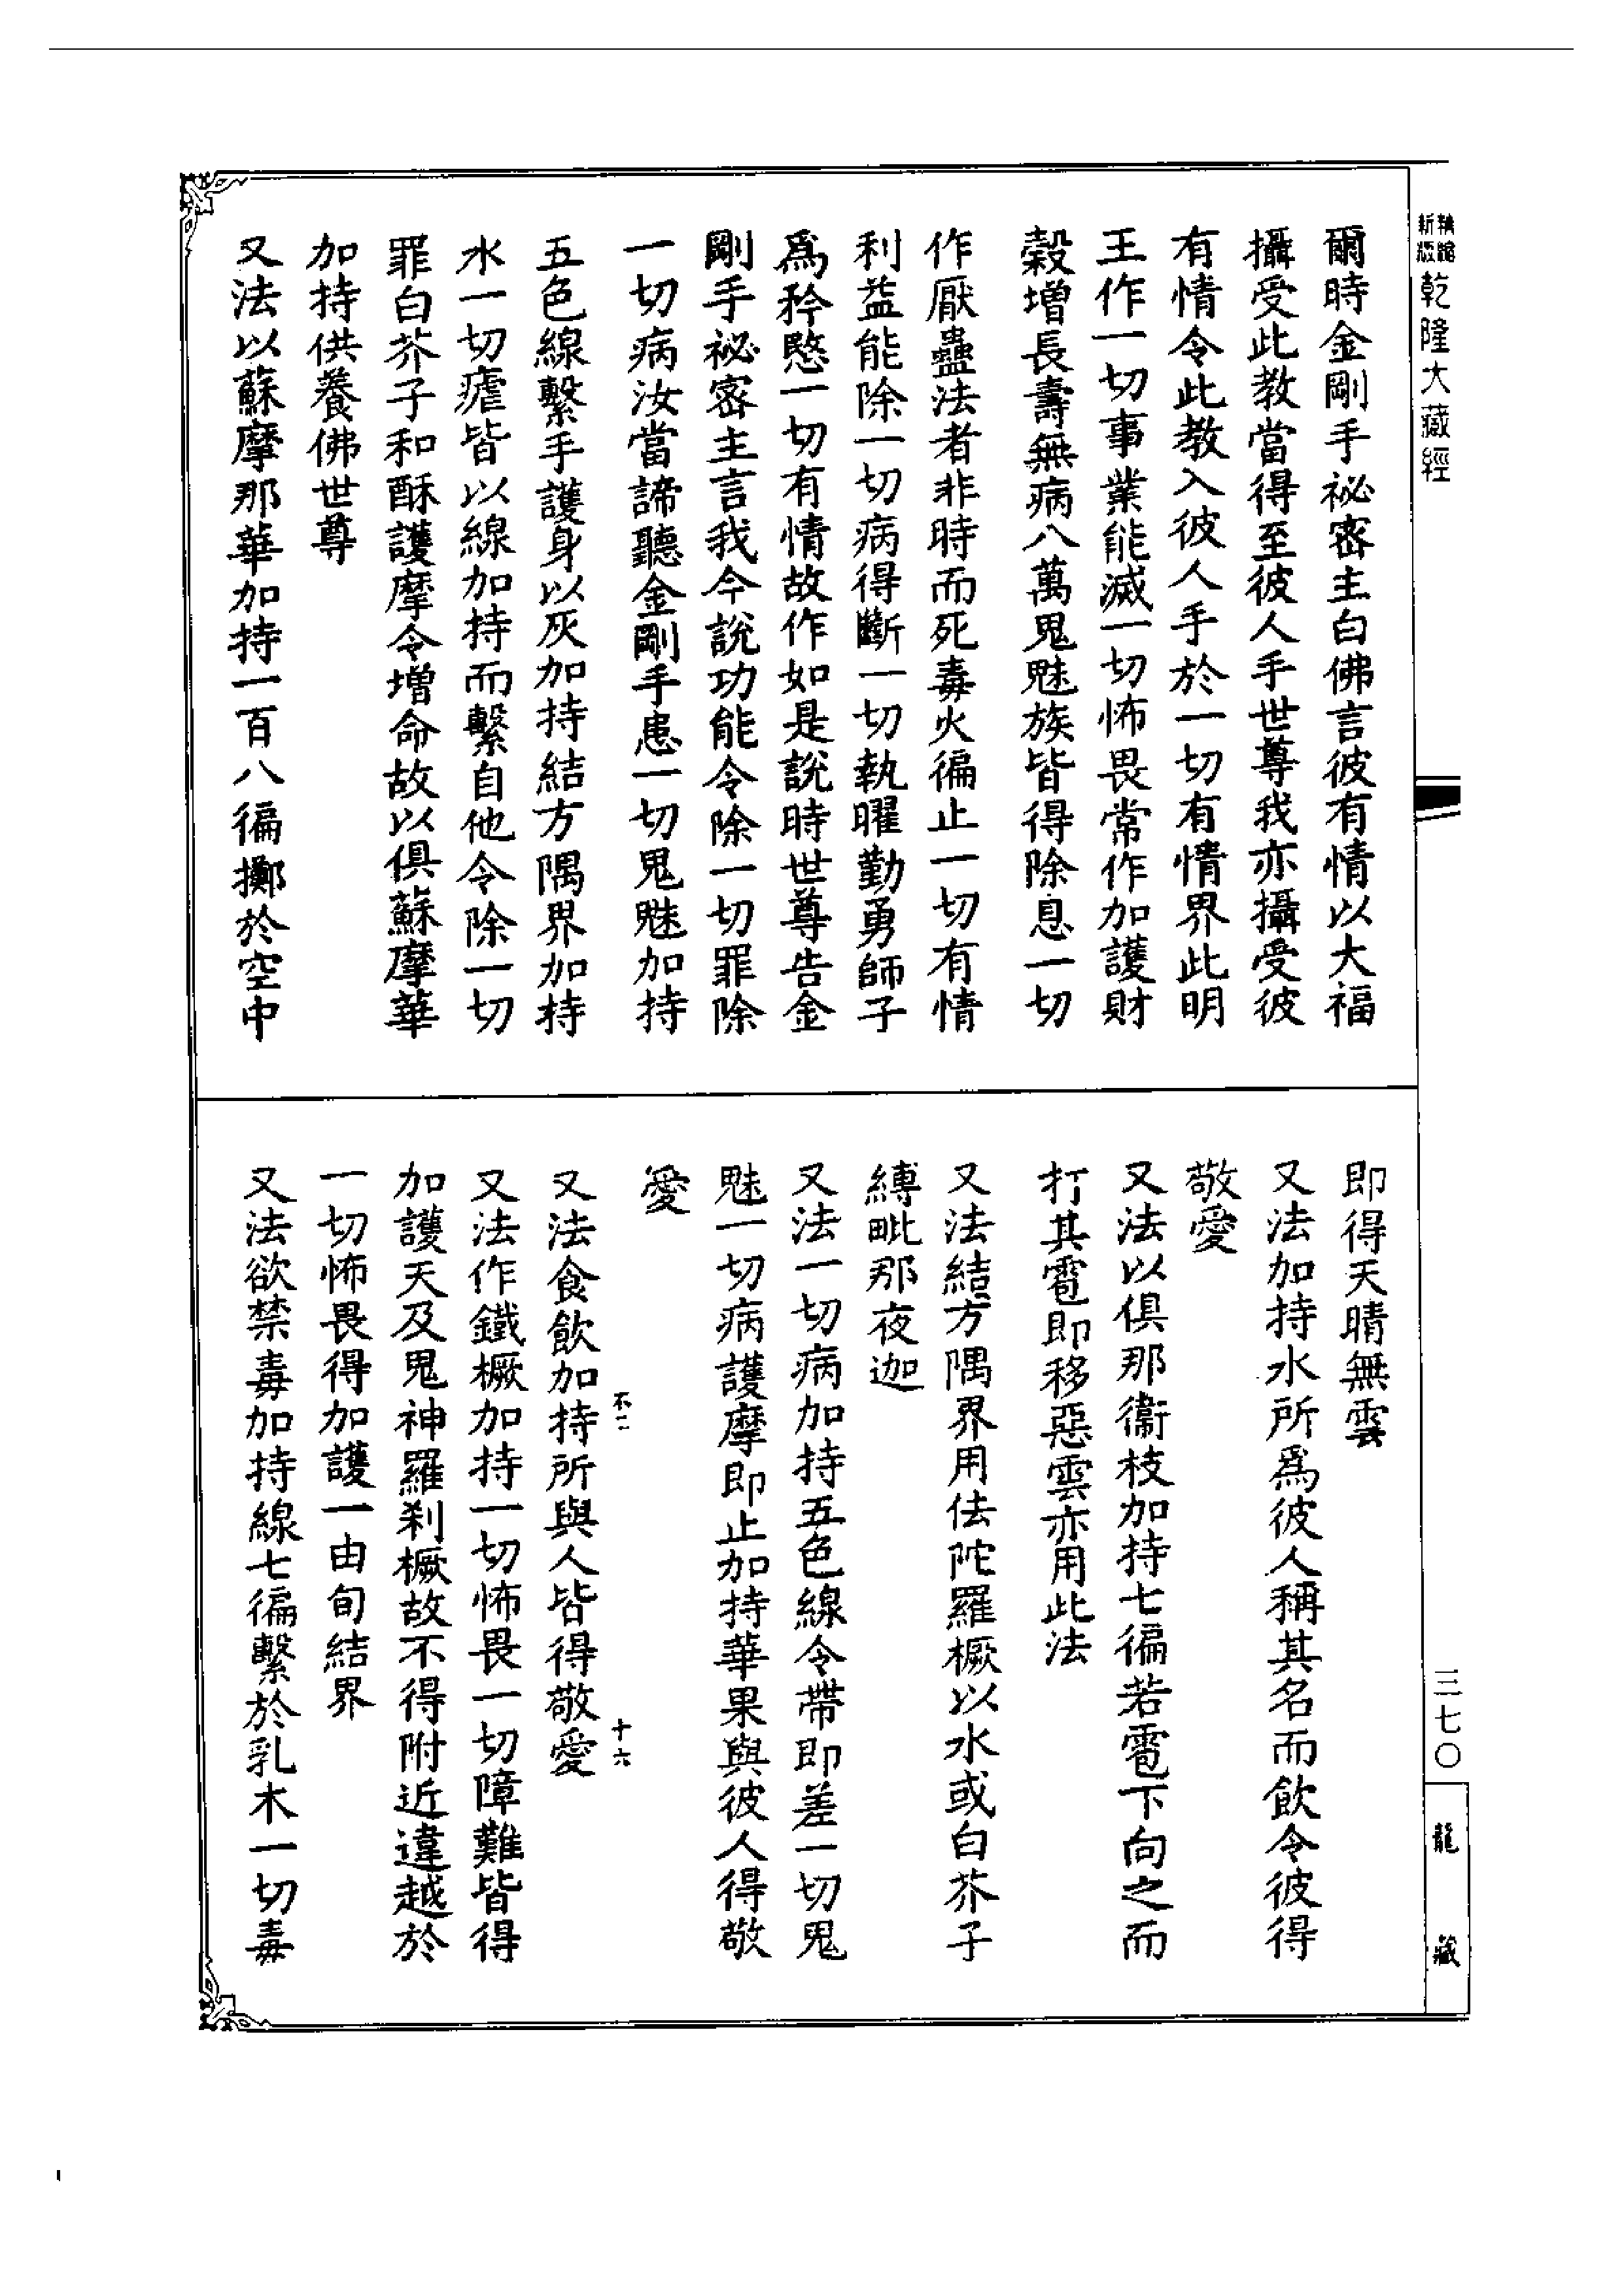 乾隆大藏經
爾時金剛手祕密主白佛言彼有情以大福
攝受此教當得至彼人手世尊我亦攝受彼
有情令此教入彼人手於一切有情界此明
王作一切事業能滅一切怖畏常作加護財
穀增長壽無病八萬鬼魅族皆得除息一切
作厭蠱法者非時而死毒火徧止一切有情
利益能除一切病得斷一切執曜勤勇師子
爲矜愍一切有情故作如是說時世尊告金
剛手祕密主言我今說功能令除一切罪除
一切病汝當諦聽金剛手患一切鬼魅加持
五色線繫手護身以灰加持結方隅界加持
水一切瘧皆以線加持而繫自他令除一切
罪白芥子和酥護摩令增命故以俱蘇摩華
加持供養佛世尊
又法以蘇摩那華加持一百八徧擲於空中
即得天晴無雲
又法加持水所爲彼人稱其名而飲令彼得
敬愛
又法以俱那衞枝加持七徧若雹下向之而
打其雹即移惡雲亦用此法
又法結方隅界用佉陀羅橛以水或白芥子
縛毗那夜迦
又法一切病加持五色線令帶即差一切鬼
魅一切病護摩即止加持華果與彼人得敬
愛
不二 十六
又法食飲加持所與人皆得敬愛
又法作鐵橛加持一切怖畏一切障難皆得
加護天及鬼神羅刹橛故不得附近違越於
一切怖畏得加護一由旬結界
又法欲禁毒加持線七徧繫於乳木一切毒
三七〇
龍藏